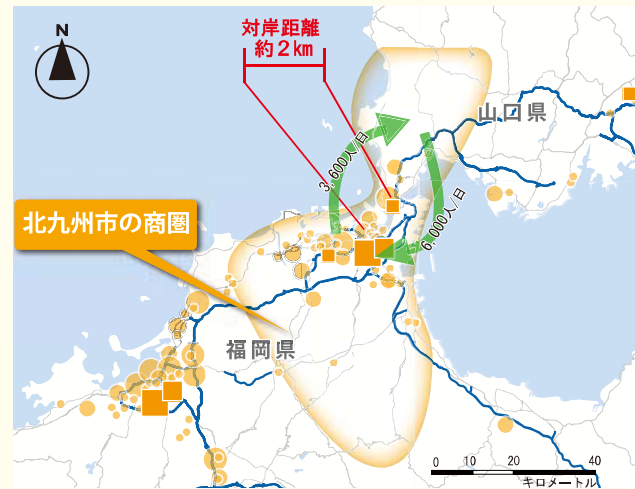 N
対岸距離
約2km
山口県
3,600人/日
6,000人/日
北九州市の商圏
福岡県
0 10 20 40
キロメートル